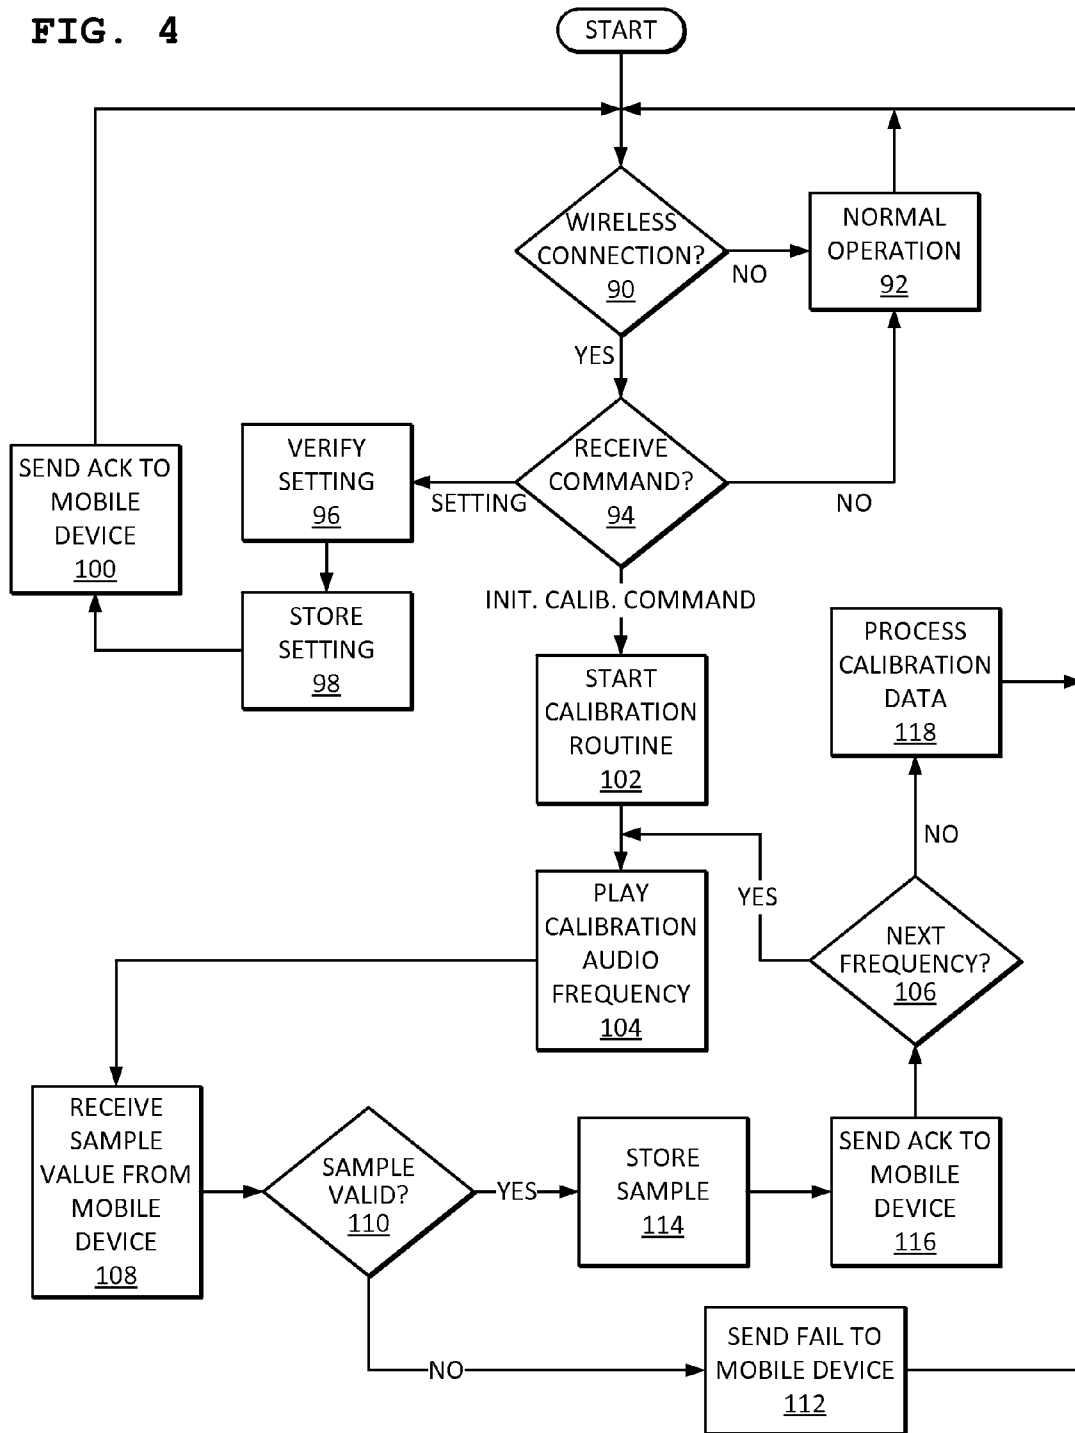 FIG. 4
START
WIRELESS
CONNECTION?
90
NO
YES
NORMAL
OPERATION
92
RECEIVE
COMMAND?
94
SETTING
NO
INIT. CALIB. COMMAND
VERIFY
SETTING
96
STORE
SETTING
98
SEND ACK TO
MOBILE
DEVICE
100
START
CALIBRATION
ROUTINE
102
PLAY
CALIBRATION
AUDIO
FREQUENCY
104
PROCESS
CALIBRATION
DATA
118
NO
YES
NEXT
FREQUENCY?
106
RECEIVE
SAMPLE
VALUE FROM
MOBILE
DEVICE
108
SAMPLE
VALID?
110
YES
STORE
SAMPLE
114
SEND ACK TO
MOBILE
DEVICE
116
NO
SEND FAIL TO
MOBILE DEVICE
112